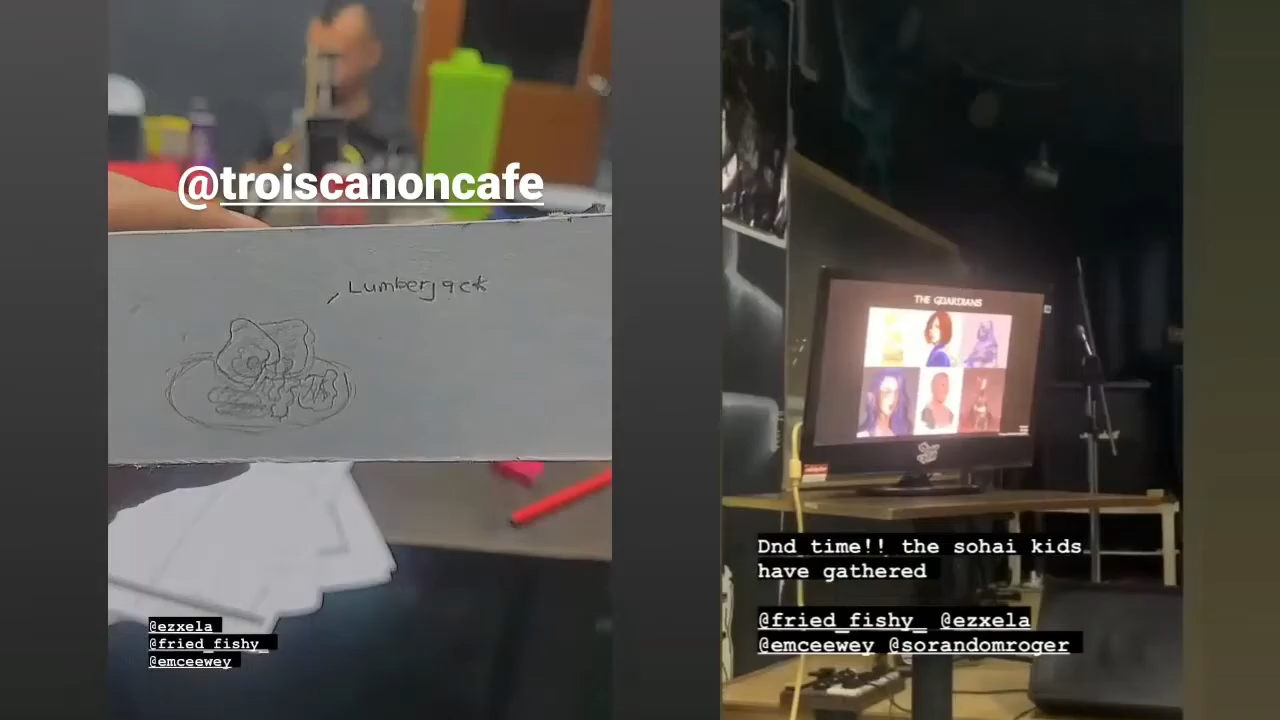 @troiscanoncafe
Lumberjack
@ezxela
@fried_fishy_
@emceewey
THE GUARDIANS
Dnd time!! the sohai kids
have gathered
@fried_fishy_ @ezxela
@emceewey @sorandomroger